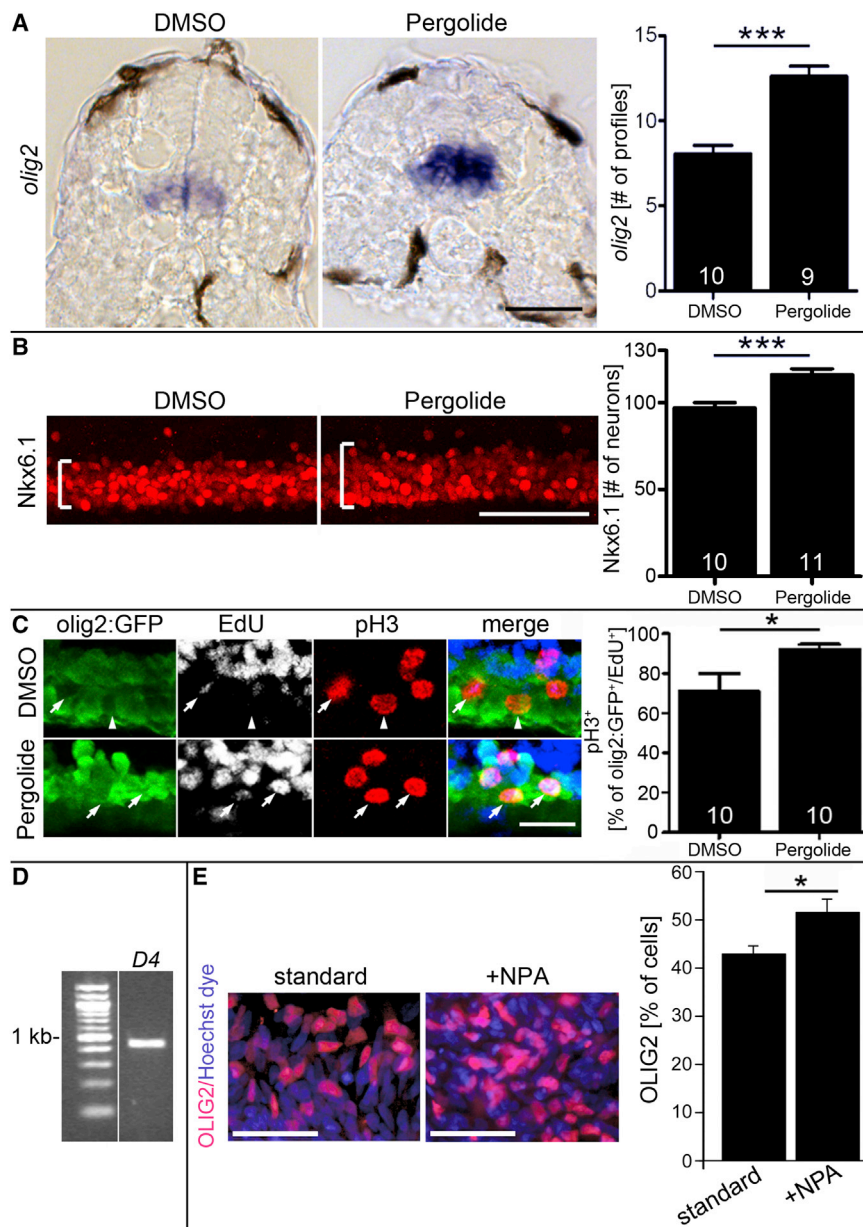 A
DMSO
Pergolide
olig2
olig2 [# of profiles]
15
10
5
0
***
10
9
DMSO
Pergolide
B
DMSO
Pergolide
Nkx6.1
Nkx6.1 [# of neurons]
130
100
50
0
***
10
11
DMSO
Pergolide
C
olig2:GFP
EdU
pH3
merge
DMSO
Pergolide
pH3+
[% of olig2:GFP+/EdU+]
100
80
60
40
20
0
*
10
10
DMSO
Pergolide
D
D4
1 kb-
E
standard
+NPA
OLIG2/Hoechst dye
OLIG2 [% of cells]
60
50
40
30
20
10
0
*
standard
+NPA